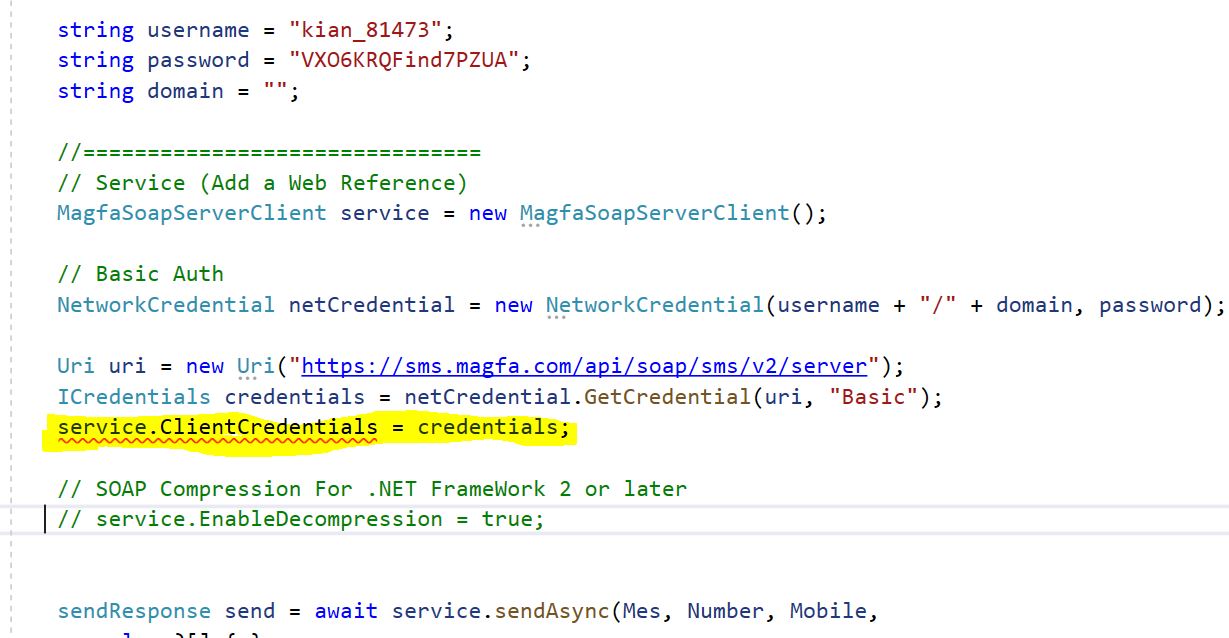 string username = "kian_81473";
string password = "VXO6KRQFind7PZUA";
string domain = "";
//===============================
// Service (Add a Web Reference)
MagfaSoapServerClient service = new MagfaSoapServerClient();
// Basic Auth
NetworkCredential netCredential = new NetworkCredential(username + "/" + domain, password);
Uri uri = new Uri("https://sms.magfa.com/api/soap/sms/v2/server");
ICredentials credentials = netCredential.GetCredential(uri, "Basic");
service.ClientCredentials = credentials;
// SOAP Compression For .NET FrameWork 2 or later
// service.EnableDecompression = true;
sendResponse send = await service.sendAsync(Mes, Number, Mobile,